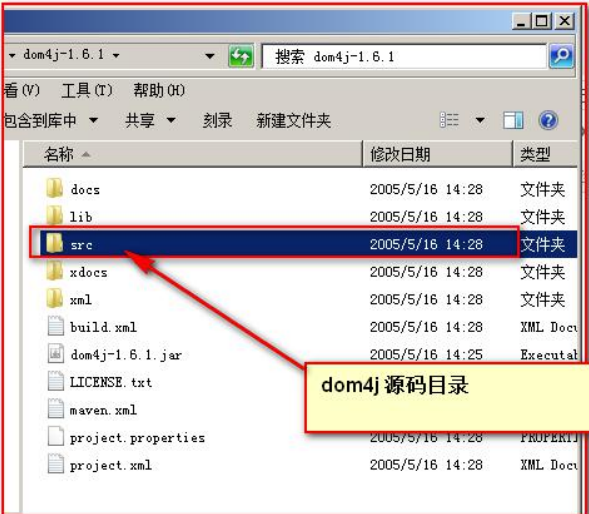 dom4j-1.6.1
搜索 dom4j-1.6.1
看(V) 工具(T) 帮助(H)
包含到库中 共享 刻录 新建文件夹
名称 修改日期 类型
docs 2005/5/16 14:28 文件夹
lib 2005/5/16 14:28 文件夹
src 2005/5/16 14:28 文件夹
xdocs 2005/5/16 14:28 文件夹
xml 2005/5/16 14:28 文件夹
build.xml 2005/5/16 14:28 XML Docu
dom4j-1.6.1.jar 2005/5/16 14:25 Executab
LICENSE.txt
dom4j 源码目录
maven.xml
project.properties 2005/5/16 14:28 PROPERTI
project.xml 2005/5/16 14:28 XML Docu